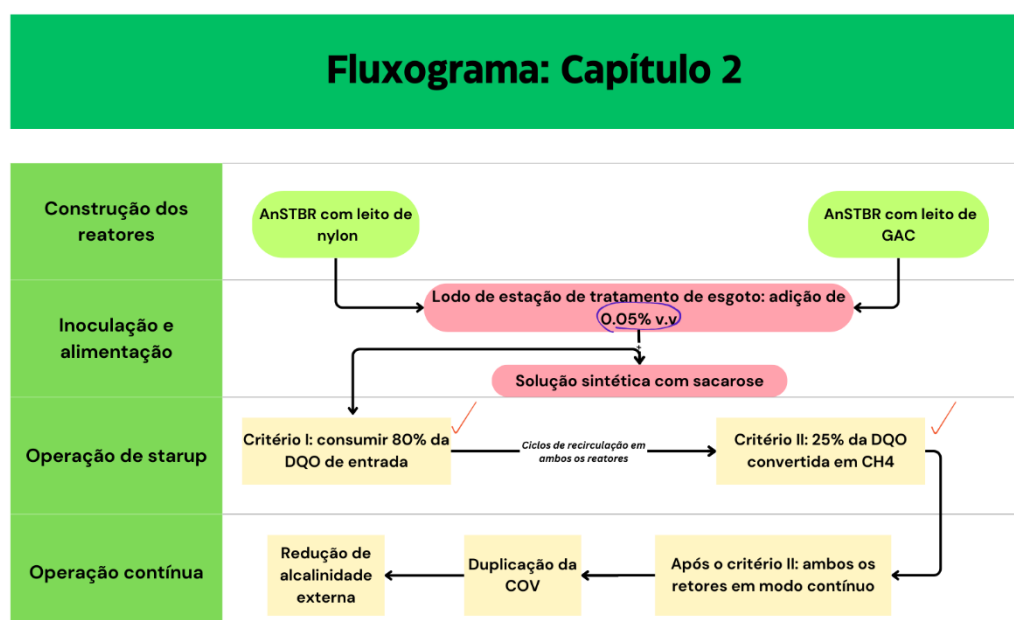 Fluxograma: Capítulo 2
Construção dos
reatores
AnSTBR com leito de
nylon
AnSTBR com leito de
GAC
Inoculação e
alimentação
Lodo de estação de tratamento de esgoto: adição de
0.05% v.v
+
Solução sintética com sacarose
Operação de starup
Critério I: consumir 80% da
DQO de entrada
Ciclos de recirculação em
ambos os reatores
Critério II: 25% da DQO
convertida em CH4
Operação contínua
Redução de
alcalinidade
externa
Duplicação da
COV
Após o critério II: ambos os
retores em modo contínuo